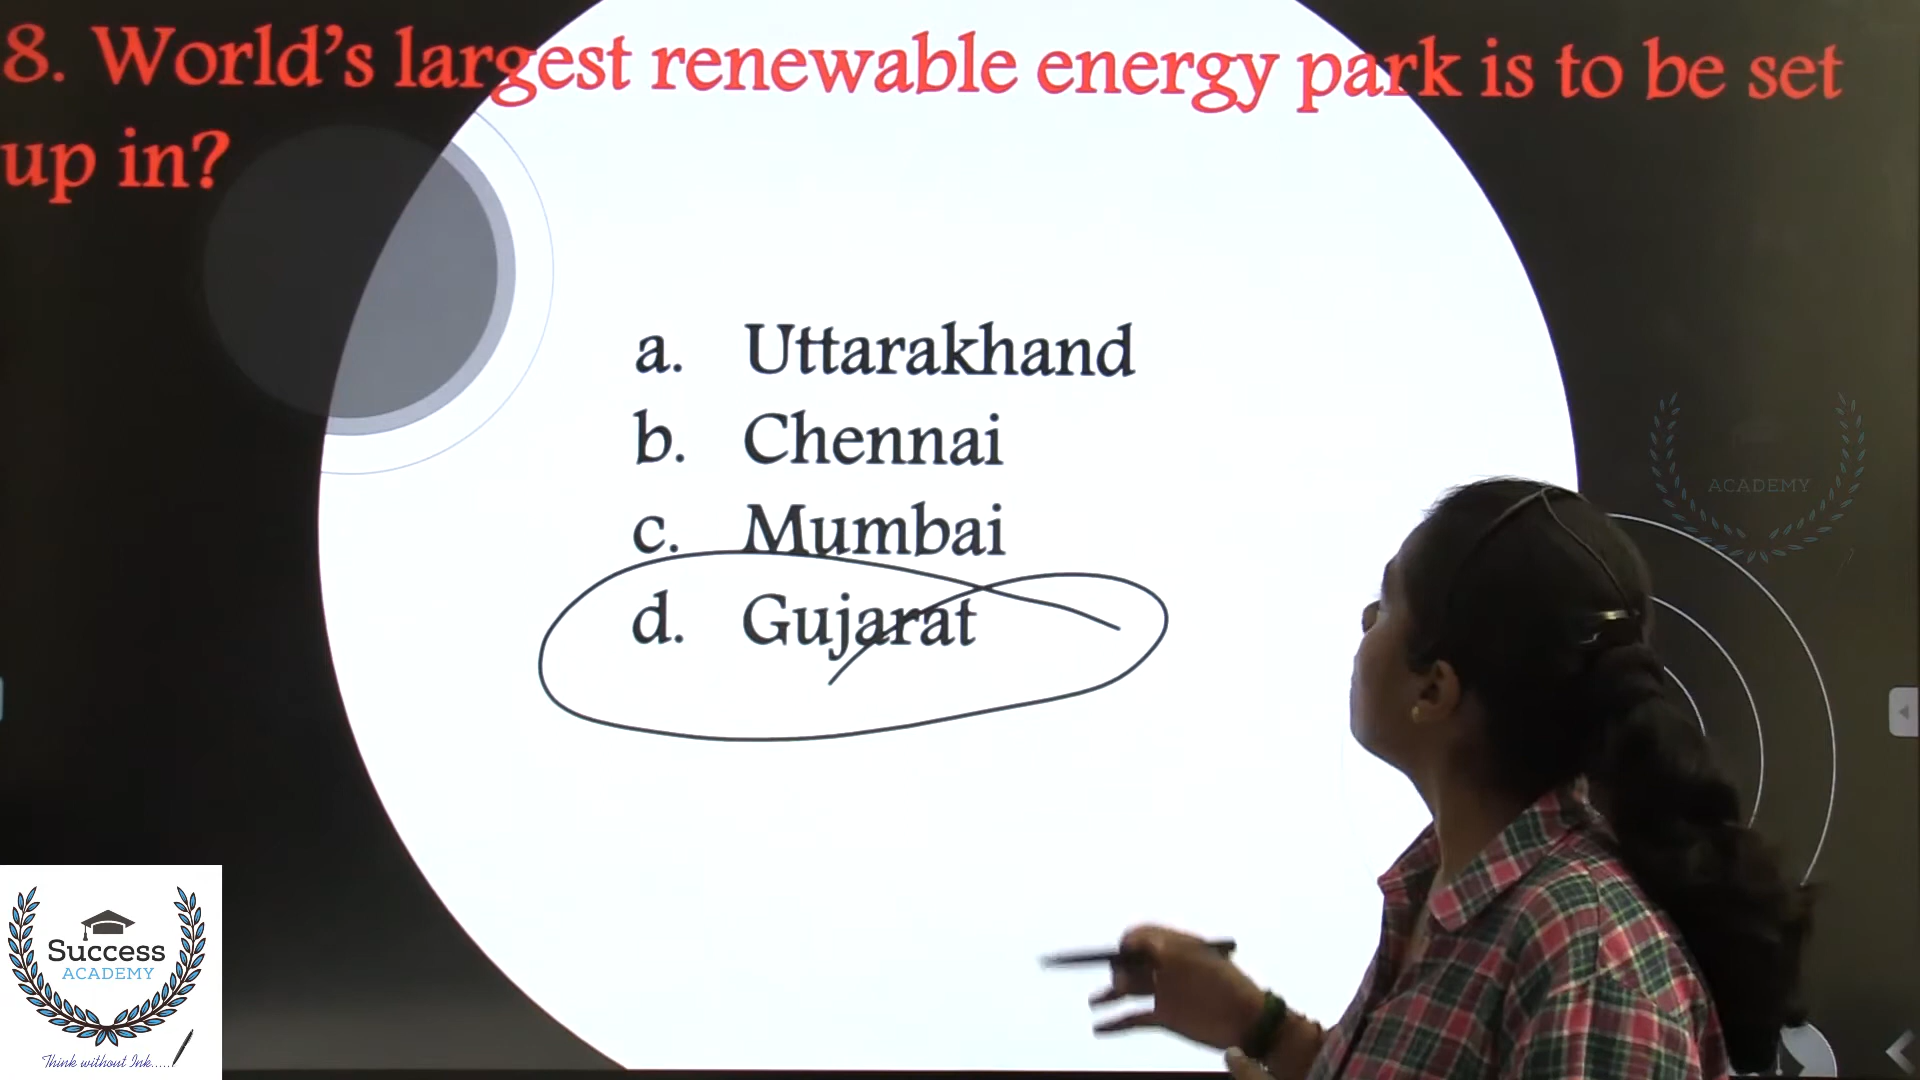 8. World's largest renewable energy park is to be set
up in?
a. Uttarakhand
b. Chennai
c. Mumbai
d. Gujarat
ACADEMY
Success
ACADEMY
Think without Ink.....